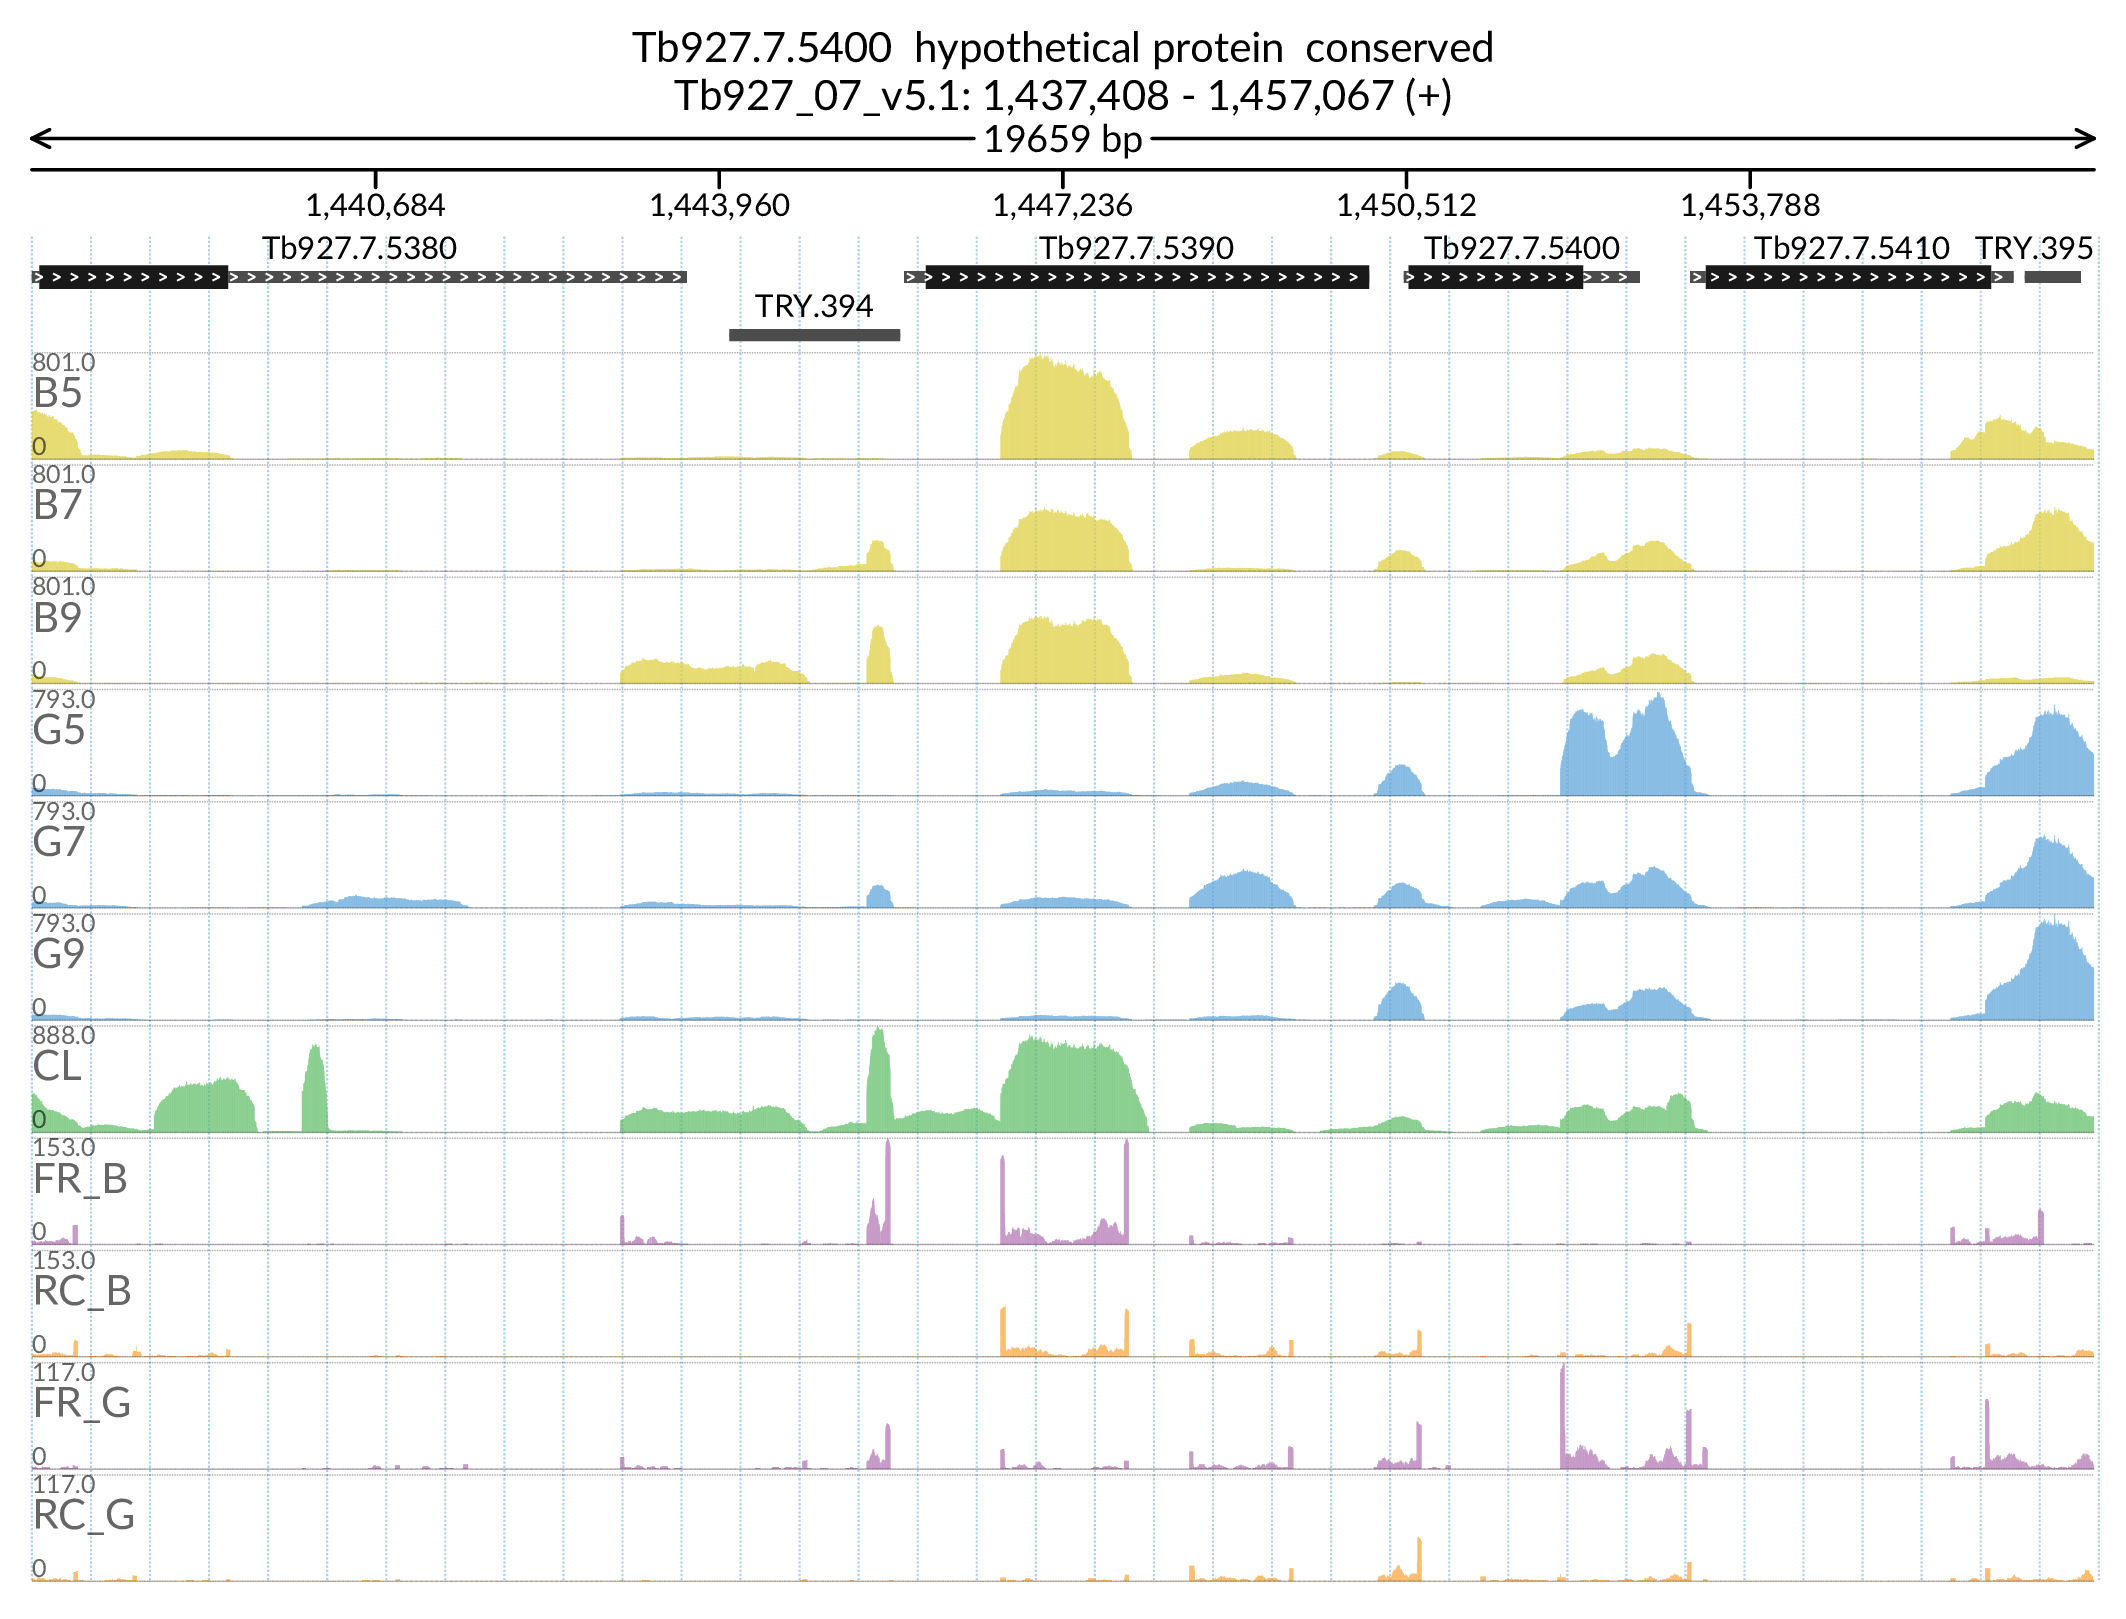 Tb927.7.5400 hypothetical protein conserved
Tb927_07_v5.1: 1,437,408 - 1,457,067 (+)
19659 bp
1,440,684 1,443,960 1,447,236 1,450,512 1,453,788
Tb927.7.5380 Tb927.7.5390 Tb927.7.5400 Tb927.7.5410 TRY.395
TRY.394
801.0
B5
0
801.0
B7
0
801.0
B9
0
793.0
G5
0
793.0
G7
0
793.0
G9
0
888.0
CL
0
153.0
FR_B
0
153.0
RC_B
0
117.0
FR_G
0
117.0
RC_G
0